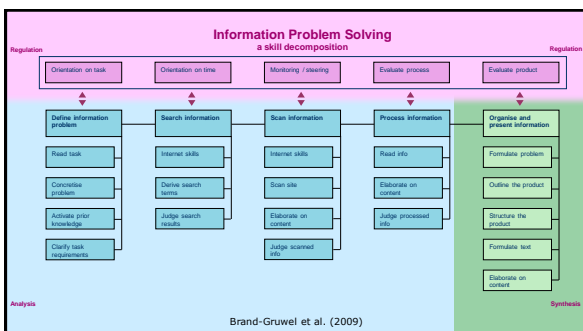 Information Problem Solving
a skill decomposition
Regulation
Regulation
Orientation on task
Orientation on time
Monitoring / steering
Evaluate process
Evaluate product
Define information
problem
Search information
Scan information
Process information
Organise and
present information
Read task
Internet skills
Internet skills
Read info
Formulate problem
Concretise
problem
Derive search
terms
Scan site
Elaborate on
content
Outline the product
Activate prior
knowledge
Judge search
results
Elaborate on
content
Judge processed
info
Structure the
product
Clarify task
requirements
Judge scanned
info
Formulate text
Elaborate on
content
Analysis
Synthesis
Brand-Gruwel et al. (2009)